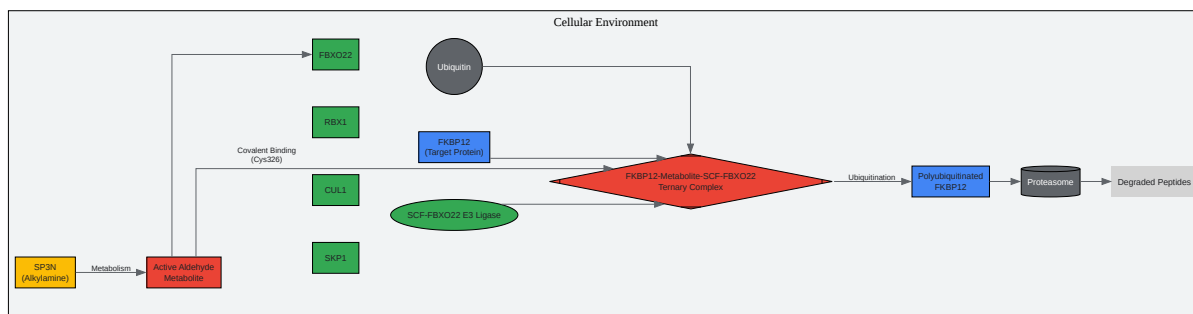 Cellular Environment
FBXO22
Ubiquitin
RBX1
FKBP12
(Target Protein)
Covalent Binding
(Cys326)
FKBP12-Metabolite-SCF-FBXO22
Ternary Complex
Ubiquitination
Polyubiquitinated
FKBP12
Proteasome
Degraded Peptides
CUL1
SCF-FBXO22 E3 Ligase
SKP1
SP3N
(Alkylamine)
Metabolism
Active Aldehyde
Metabolite